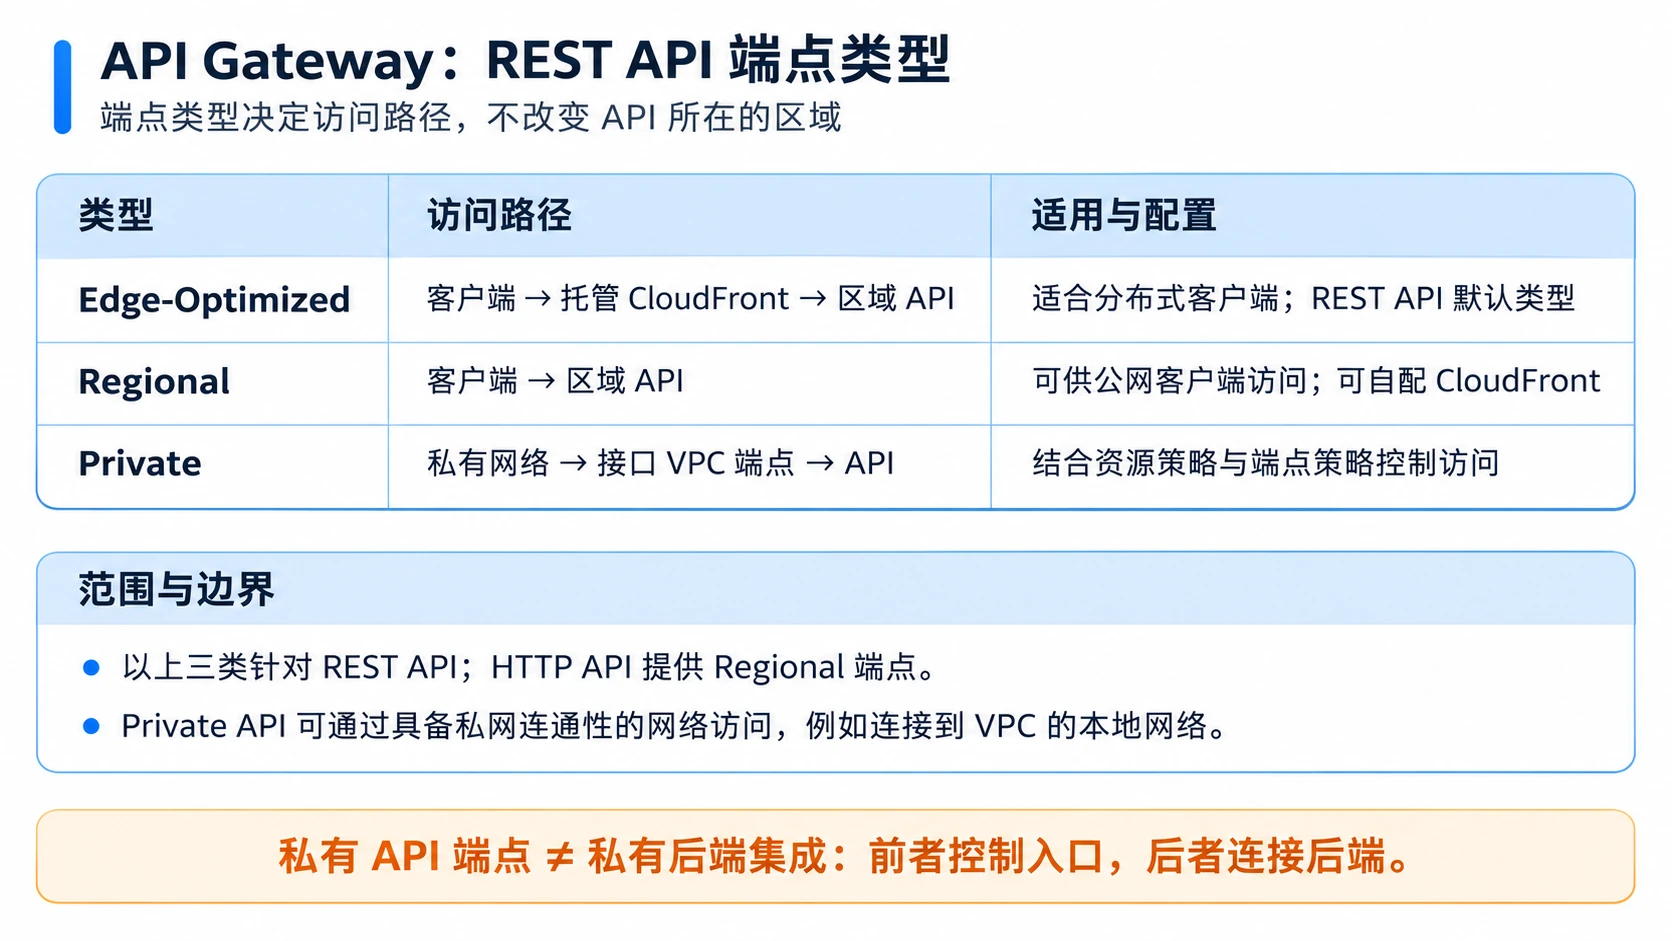 API Gateway：REST API 端点类型
端点类型决定访问路径，不改变 API 所在的区域
类型 访问路径 适用与配置
Edge-Optimized 客户端 → 托管 CloudFront → 区域 API 适合分布式客户端；REST API 默认类型
Regional 客户端 → 区域 API 可供公网客户端访问；可自配 CloudFront
Private 私有网络 → 接口 VPC 端点 → API 结合资源策略与端点策略控制访问
范围与边界
● 以上三类针对 REST API；HTTP API 提供 Regional 端点。
● Private API 可通过具备私网连通性的网络访问，例如连接到 VPC 的本地网络。
私有 API 端点 ≠ 私有后端集成：前者控制入口，后者连接后端。